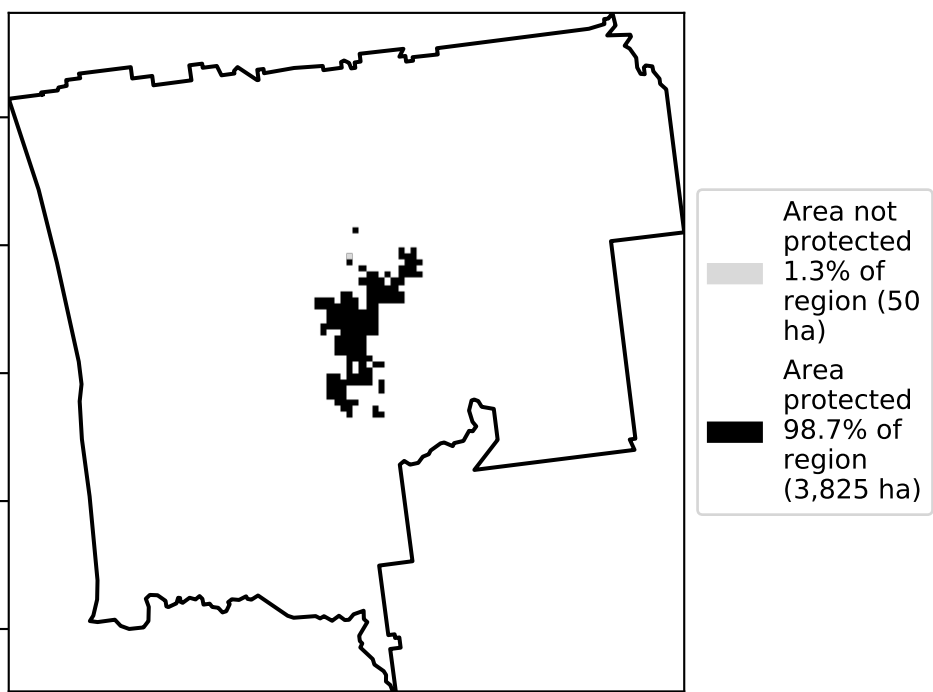 Area not
protected
1.3% of
region (50
ha)
Area
protected
98.7% of
region
(3,825 ha)